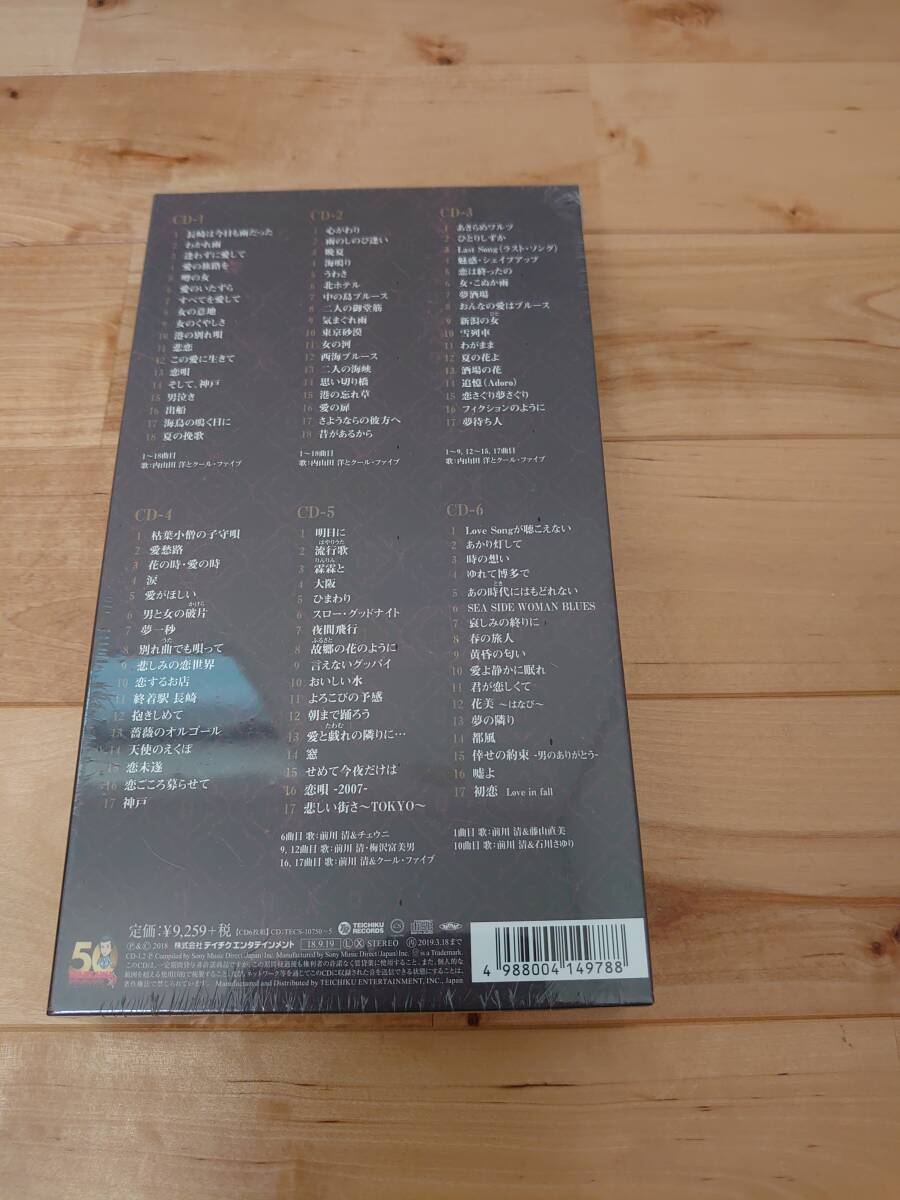 CD-1
1 長崎は今日も雨だった
2 わかれ雨
3 逢わずに愛して
4 愛の旅路を
5 噂の女
6 愛のいたずら
7 すべてを愛して
8 女の意地
9 女のくやしさ
10 港の別れ唄
11 悲恋
12 この愛に生きて
13 恋唄
14 そして、神戸
15 男泣き
16 出船
17 海鳥の鳴く日に
18 夏の挽歌
1〜18曲目
歌:内山田 洋とクール・ファイブ
CD-2
1 心がわり
2 雨のしのび逢い
3 晩夏
4 海鳴り
5 うわき
6 北ホテル
7 中の島ブルース
8 二人の御堂筋
9 気まぐれ雨
10 東京砂漠
11 女の河
12 西海ブルース
13 二人の海峡
14 思い切り橋
15 港の忘れ草
16 愛の扉
17 さようならの彼方へ
18 昔があるから
1〜18曲目
歌:内山田 洋とクール・ファイブ
CD-3
1 あきらめワルツ
2 ひとりしずか
3 Last Song(ラスト・ソング)
4 魅惑・シェイプアップ
5 恋は終ったの
6 女・こぬか雨
7 夢酒場
8 おんなの愛はブルース
9 新潟の女
10 雪列車
11 わがまま
12 夏の花よ
13 酒場の花
14 追憶(Adoro)
15 恋さぐり夢さぐり
16 フィクションのように
17 夢待ち人
1〜9, 12〜15, 17曲目
歌:内山田 洋とクール・ファイブ
CD-4
1 枯葉小僧の子守唄
2 愛愁路
3 花の時・愛の時
4 涙
5 愛がほしい
6 男と女の破片
7 夢一秒
8 別れ曲でも唄って
9 悲しみの恋世界
10 恋するお店
11 終着駅 長崎
12 抱きしめて
13 薔薇のオルゴール
14 天使のえくぼ
15 恋未遂
16 恋ごころ募らせて
17 神戸
CD-5
1 明日に
2 流行歌
3 霖霖と
4 大阪
5 ひまわり
6 スロー・グッドナイト
7 夜間飛行
8 故郷の花のように
9 言えないグッバイ
10 おいしい水
11 よろこびの予感
12 朝まで踊ろう
13 愛と戯れの隣りに…
14 窓
15 せめて今夜だけは
16 恋唄 -2007-
17 悲しい街さ〜TOKYO〜
6曲目 歌:前川 清&チェウニ
9, 12曲目 歌:前川 清・梅沢富美男
16, 17曲目 歌:前川 清&クール・ファイブ
CD-6
1 Love Songが聴こえない
2 あかり灯して
3 時の想い
4 ゆれて博多で
5 あの時代にはもどれない
6 SEA SIDE WOMAN BLUES
7 哀しみの終りに
8 春の旅人
9 黄昏の匂い
10 愛よ静かに眠れ
11 君が恋しくて
12 花美 〜はなび〜
13 夢の隣り
14 都風
15 倖せの約束 -男のありがとう-
16 嘘よ
17 初恋 Love in fall
1曲目 歌:前川 清&藤山直美
10曲目 歌:前川 清&石川さゆり
定価:¥9,259+税 【CD6枚組】 CD:TECS-10750〜5 TEICHIKU RECORDS
50 ℗&© 2018 株式会社テイチクエンタテインメント 18.9.19 L X STEREO 再 2019.3.18まで
CD-1,2 ℗ Compiled by Sony Music Direct(Japan) Inc. Manufactured by Sony Music Direct(Japan) Inc.
Manufactured and Distributed by TEICHIKU ENTERTAINMENT, INC., Japan
4 988004 149788